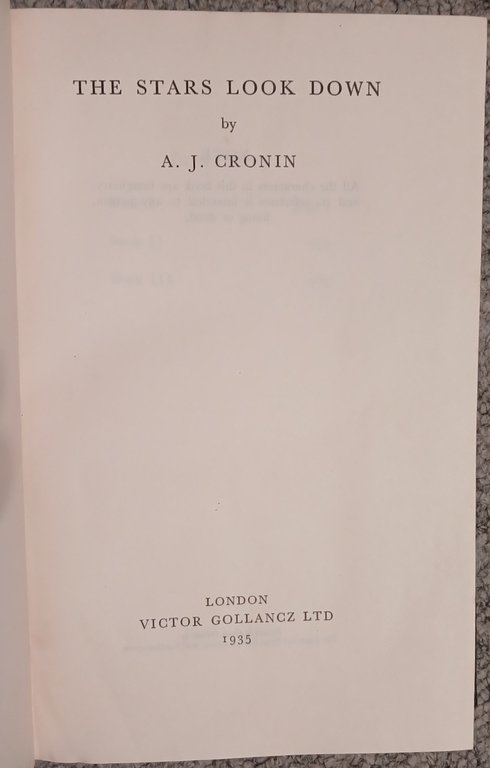 THE STARS LOOK DOWN
by
A. J. CRONIN
LONDON
VICTOR GOLLANCZ LTD
1935